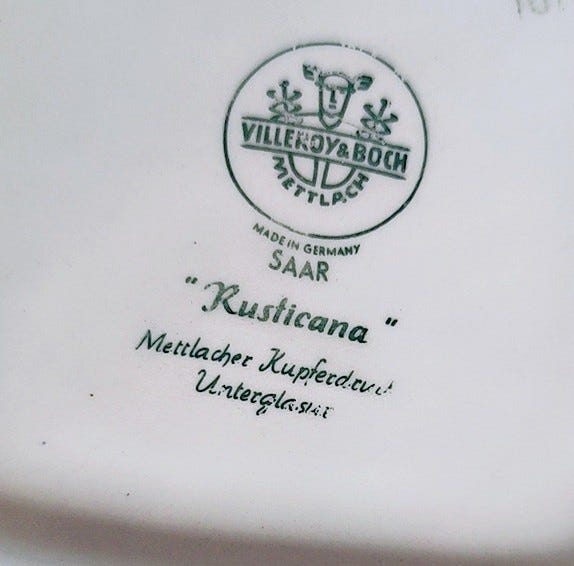 VILLEROY & BOCH
METTLACH
MADE IN GERMANY
SAAR
"Rusticana"
Mettlacher Kupferdruck
Unterglasur